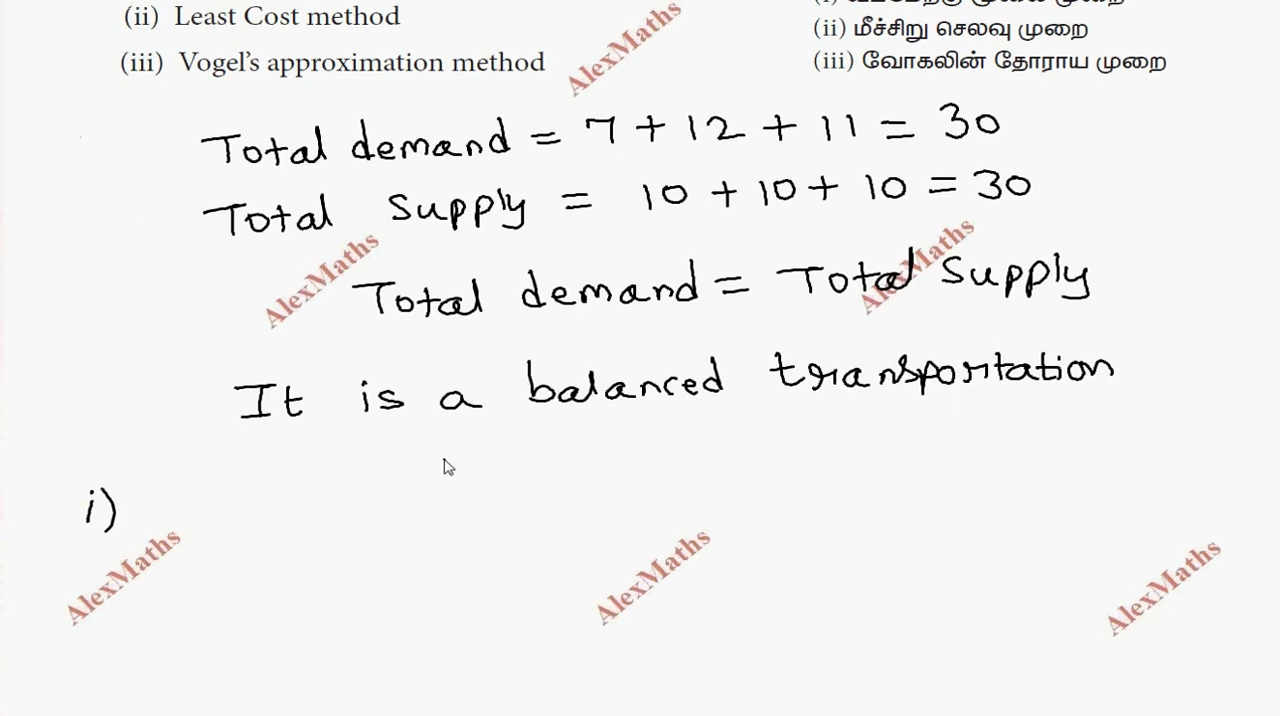 (ii) Least Cost method
(ii) மீச்சிறு செலவு முறை
(iii) Vogel's approximation method
(iii) வோகலின் தோராய முறை
AlexMaths
Total demand = 7 + 12 + 11 = 30
Total supply = 10 + 10 + 10 = 30
AlexMaths
AlexMaths
Total demand = Total supply
It is a balanced transportation
i)
AlexMaths
AlexMaths
AlexMaths